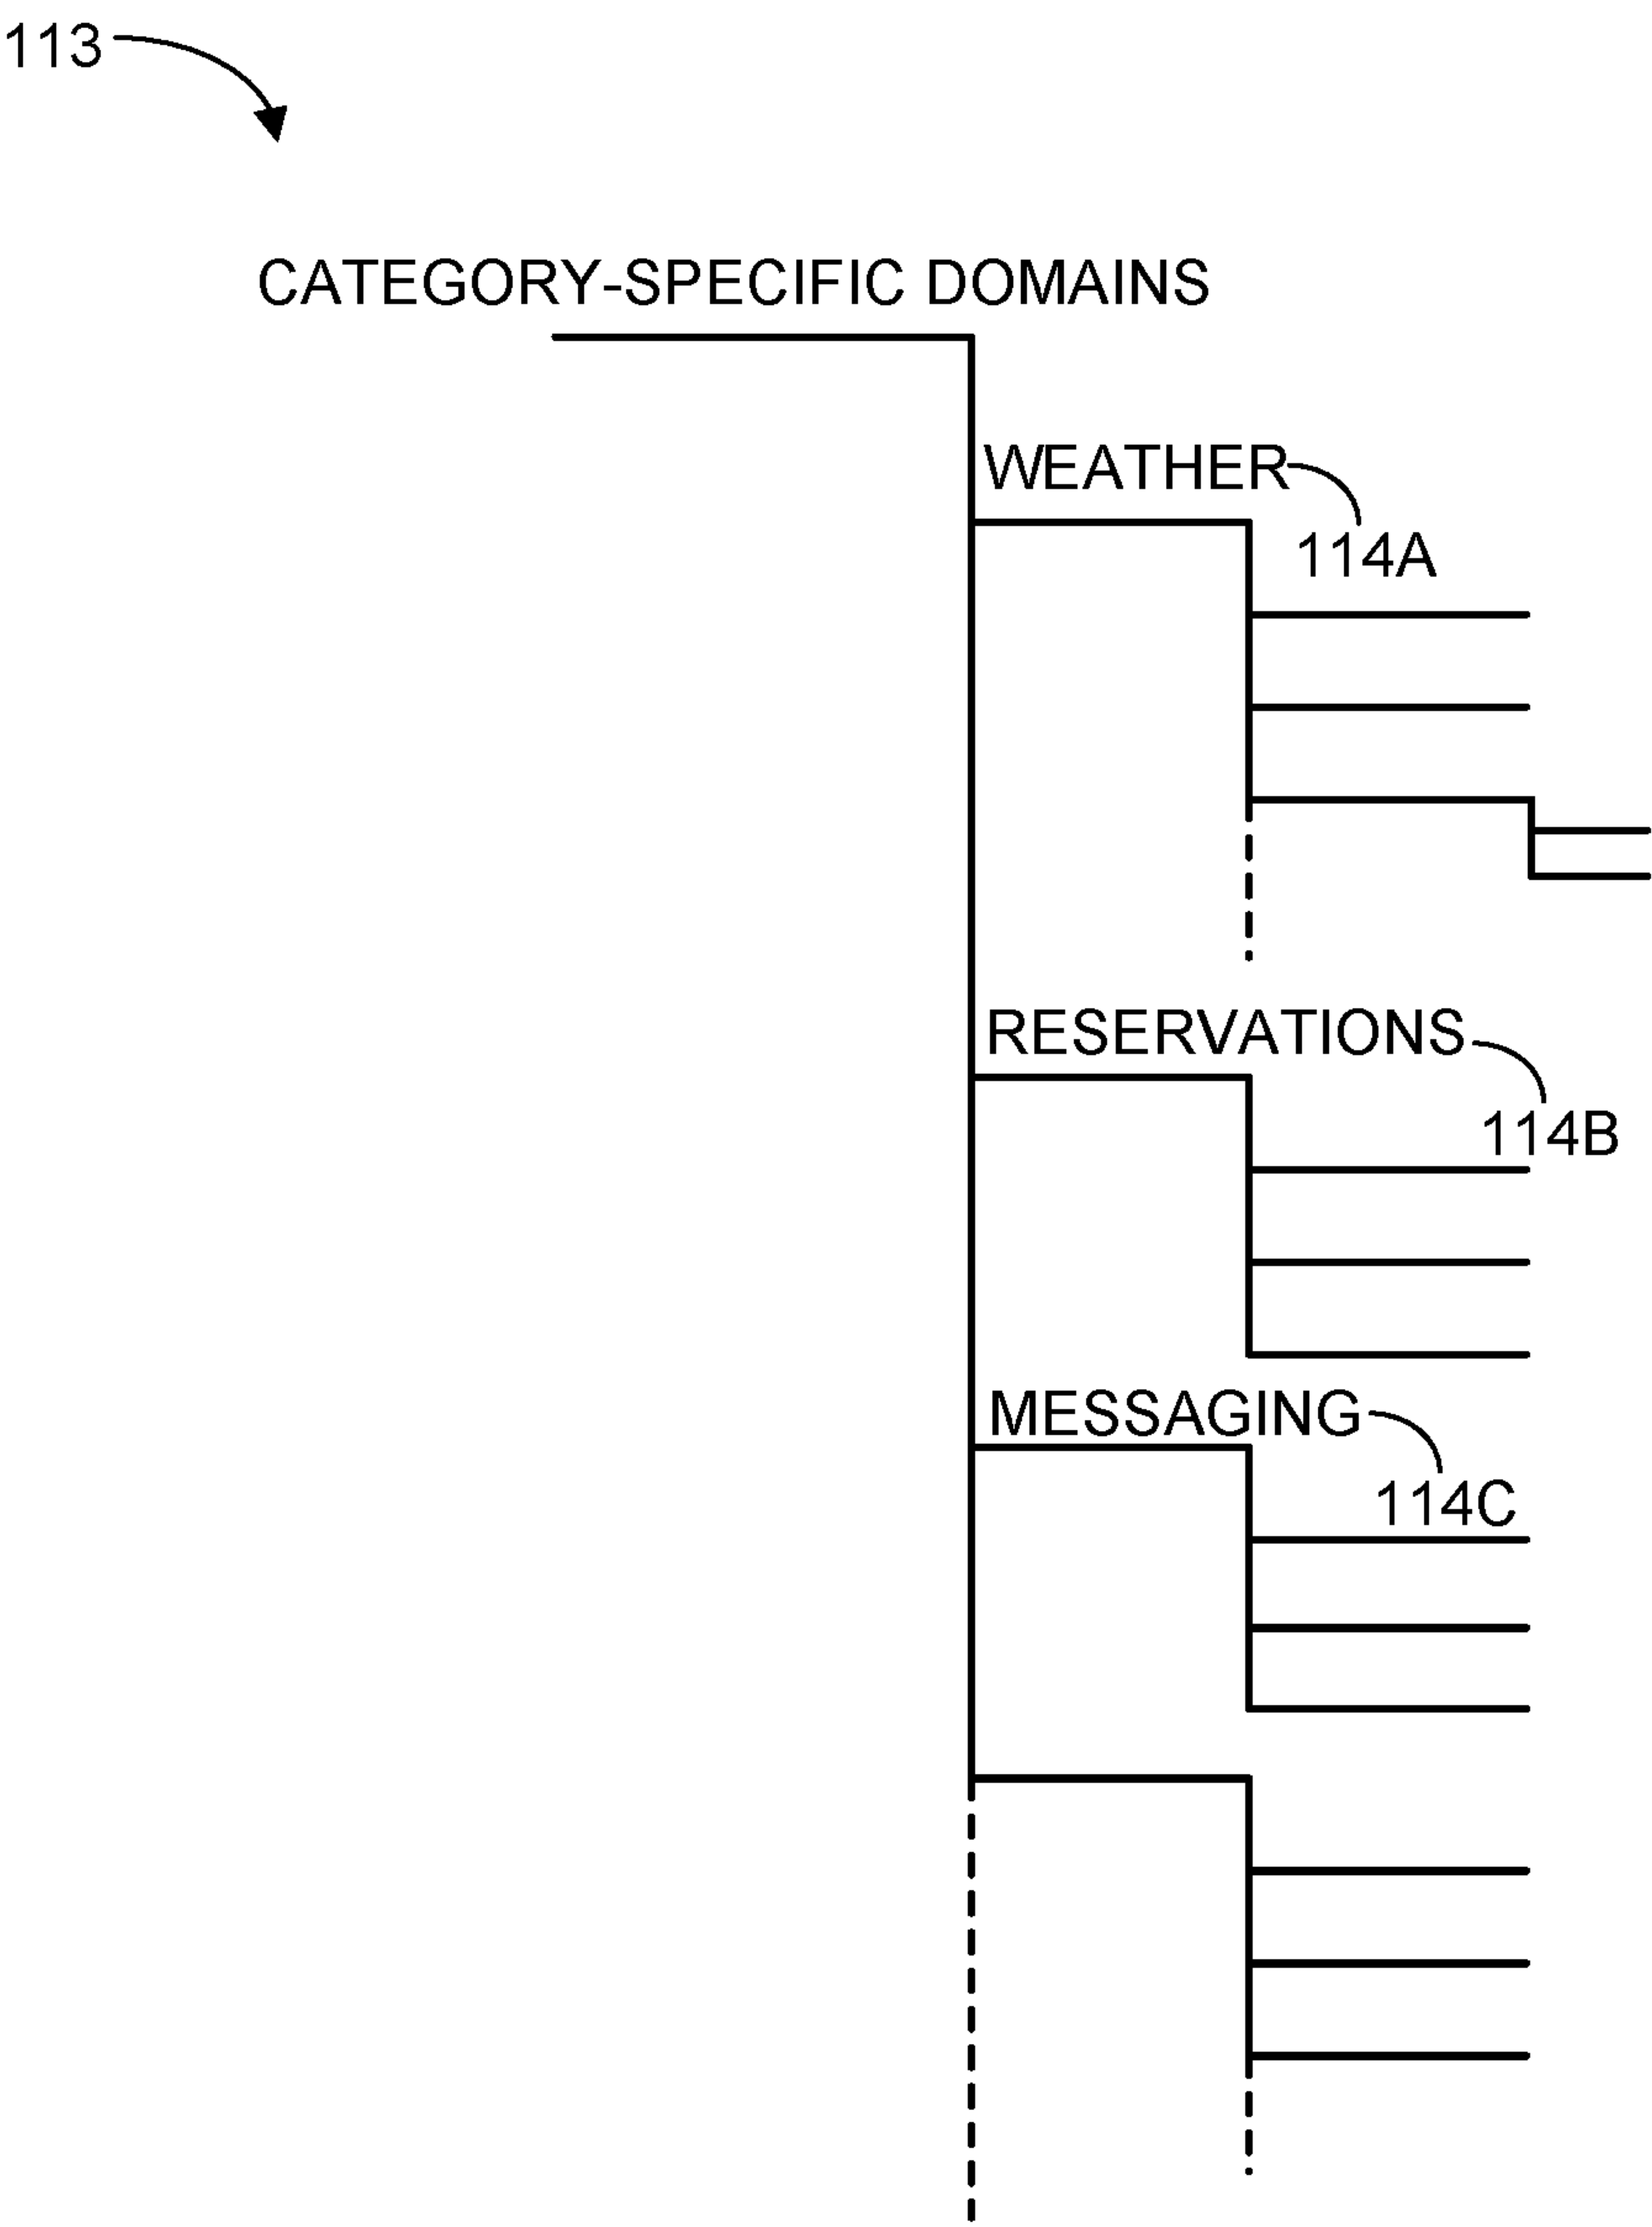 113
CATEGORY-SPECIFIC DOMAINS
WEATHER
114A
RESERVATIONS
114B
MESSAGING
114C